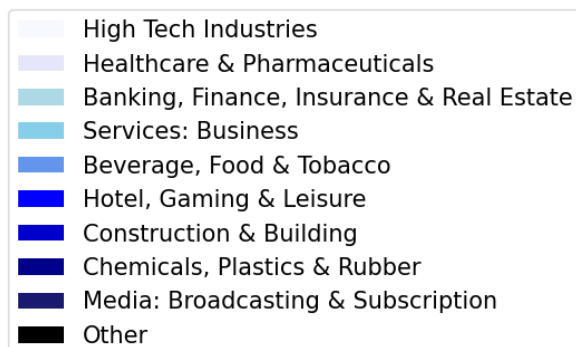 High Tech Industries
Healthcare & Pharmaceuticals
Banking, Finance, Insurance & Real Estate
Services: Business
Beverage, Food & Tobacco
Hotel, Gaming & Leisure
Construction & Building
Chemicals, Plastics & Rubber
Media: Broadcasting & Subscription
Other